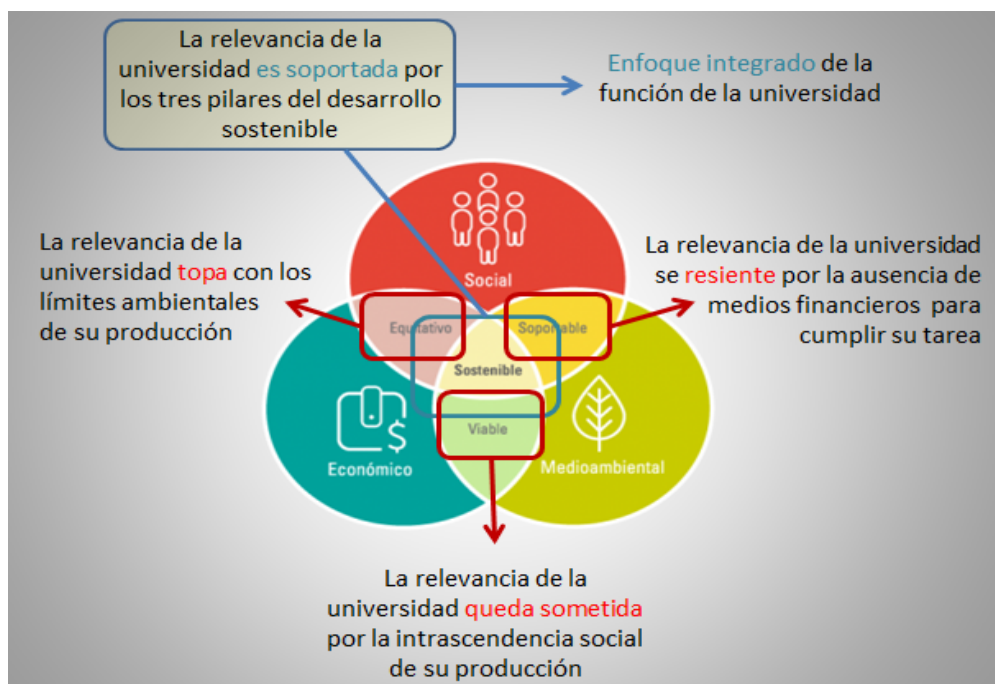 La relevancia de la
universidad es soportada por
los tres pilares del desarrollo
sostenible
Enfoque integrado de la
función de la universidad
La relevancia de la
universidad topa con los
límites ambientales
de su producción
La relevancia de la universidad
se resiente por la ausencia de
medios financieros para
cumplir su tarea
Social
Equitativo
Soportable
Sostenible
Viable
$
Económico
Medioambiental
La relevancia de la
universidad queda sometida
por la intrascendencia social
de su producción